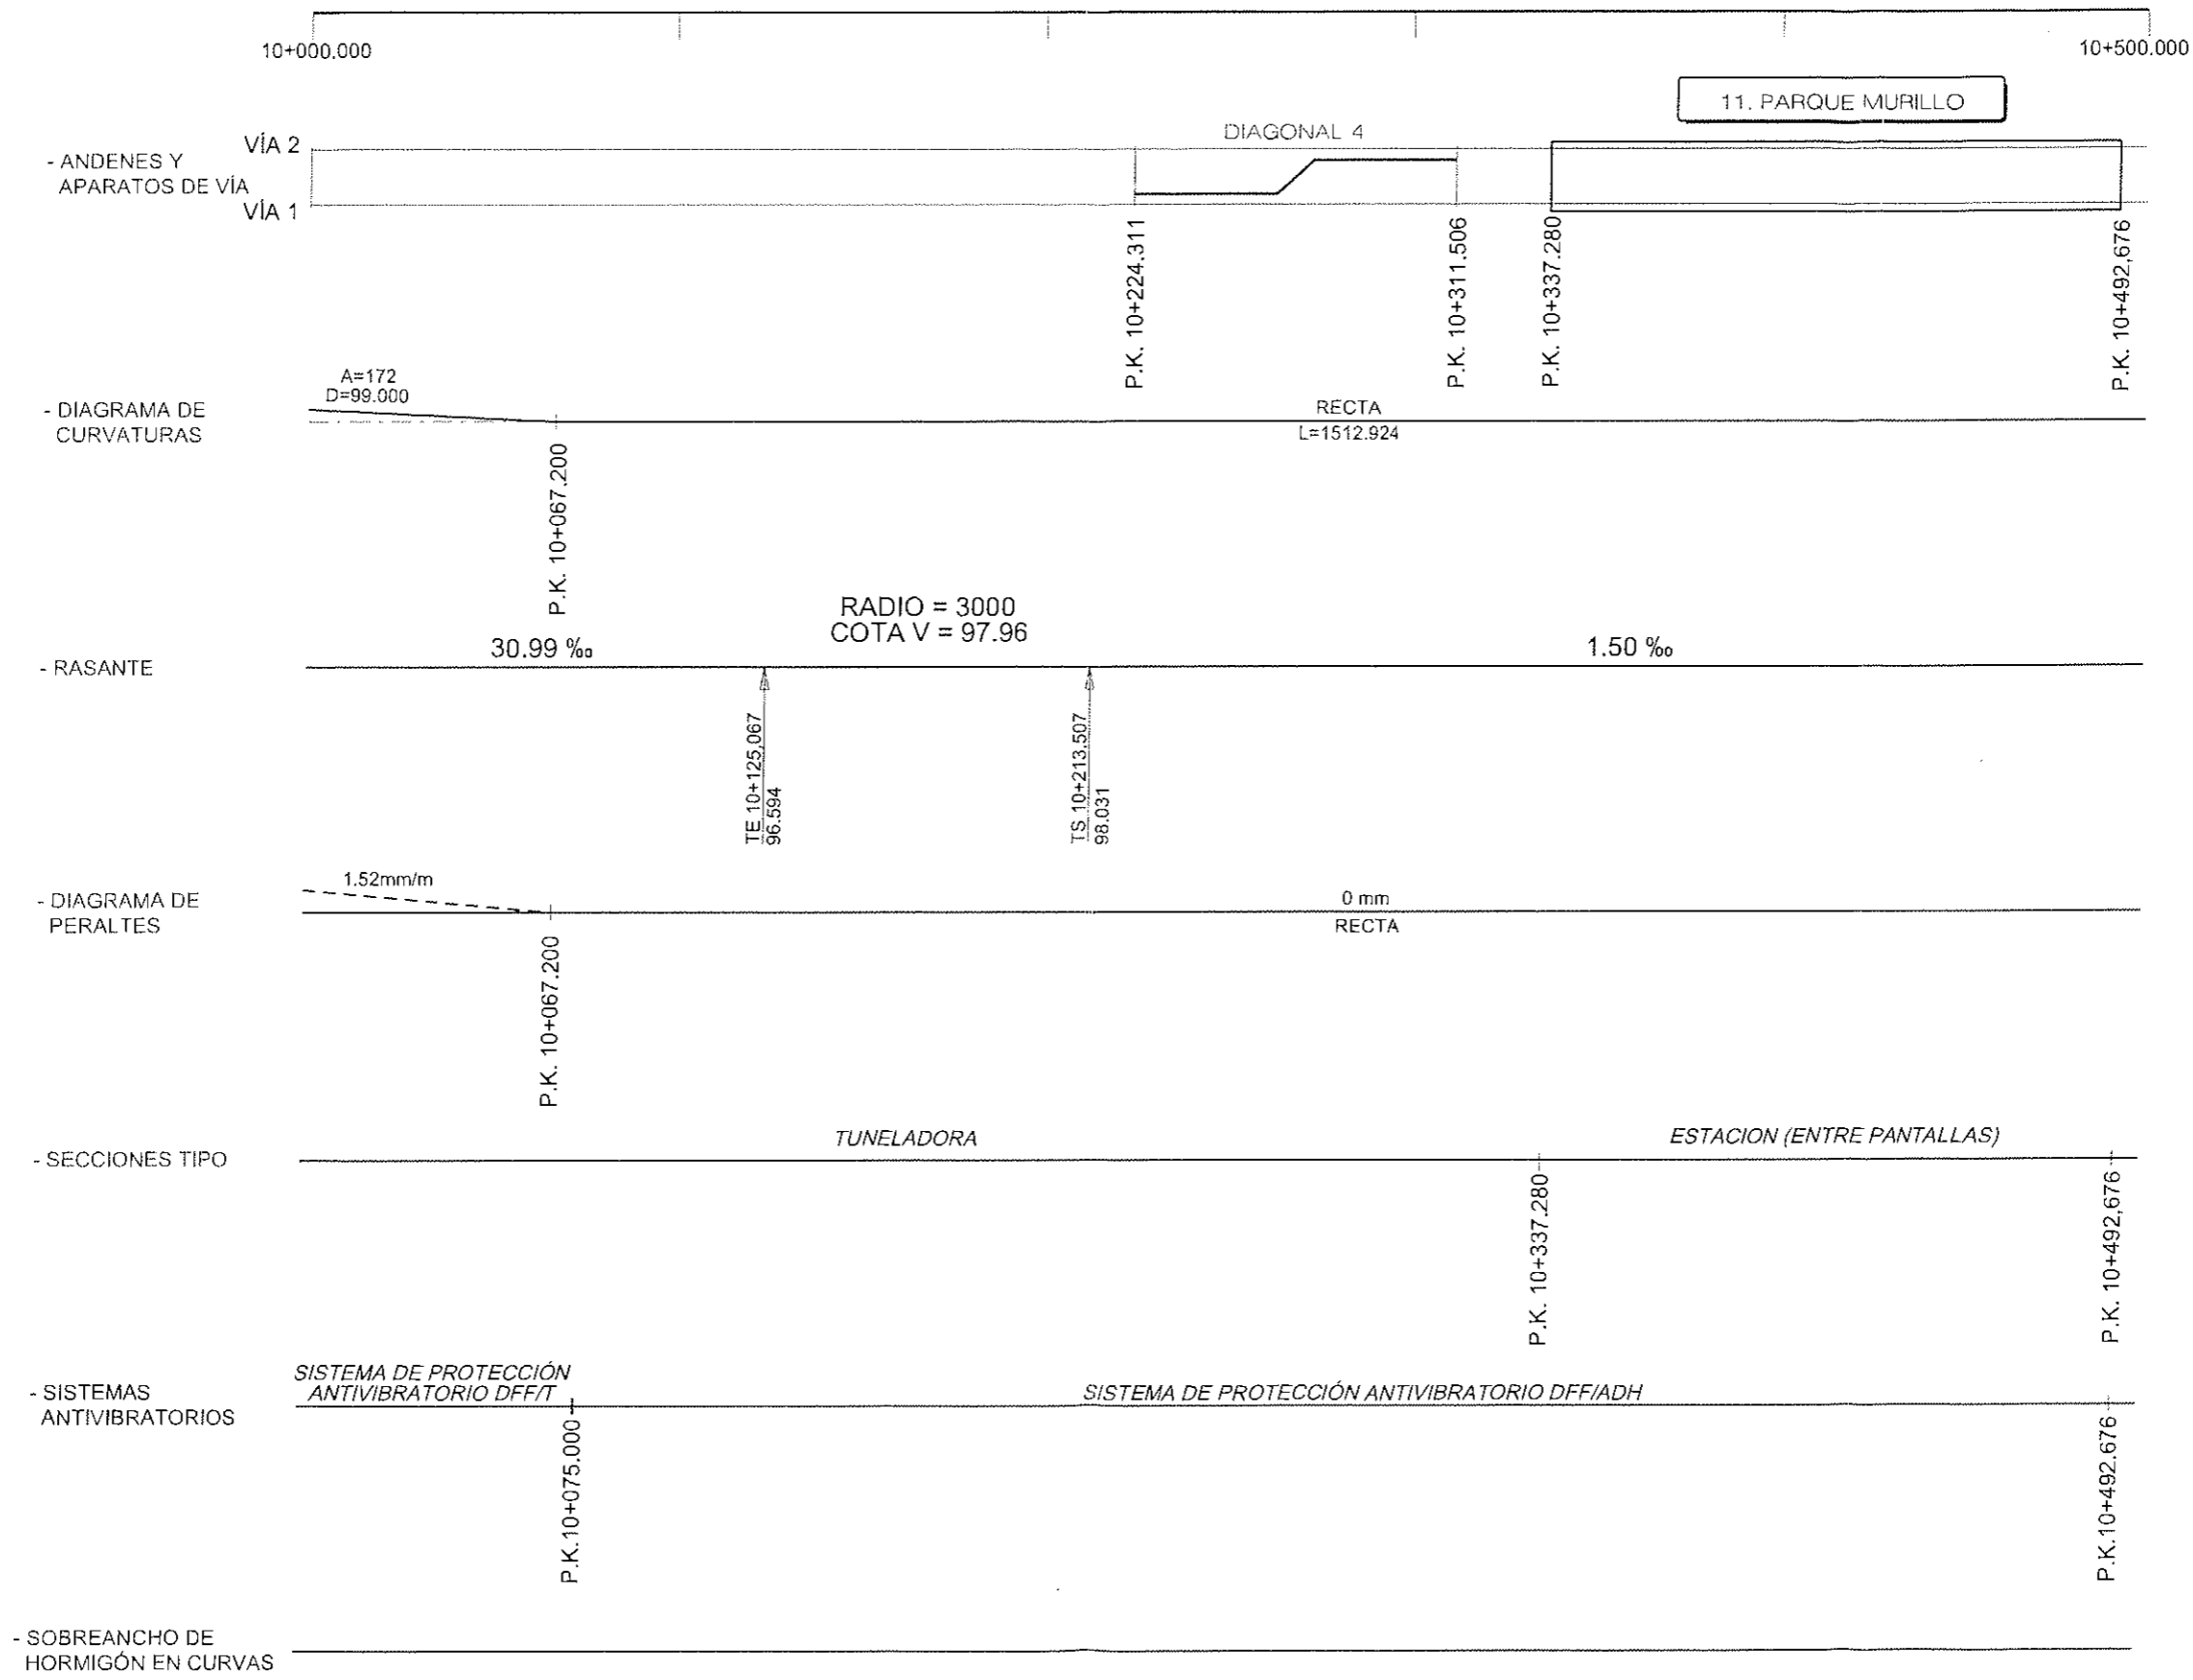 10+000.000
10+500.000
11. PARQUE MURILLO
- ANDENES Y
APARATOS DE VÍA
VÍA 2
VÍA 1
DIAGONAL 4
P.K. 10+224.311
P.K. 10+311.506
P.K. 10+337.280
P.K. 10+492,676
- DIAGRAMA DE
CURVATURAS
A=172
D=99.000
RECTA
L=1512.924
P.K. 10+067.200
- RASANTE
30.99 ‰
RADIO = 3000
COTA V = 97.96
1.50 ‰
TE 10+125,067
96.594
TS 10+213.507
98.031
- DIAGRAMA DE
PERALTES
1.52mm/m
0 mm
RECTA
P.K. 10+067.200
- SECCIONES TIPO
TUNELADORA
ESTACION (ENTRE PANTALLAS)
P.K. 10+337.280
P.K. 10+492,676
- SISTEMAS
ANTIVIBRATORIOS
SISTEMA DE PROTECCIÓN
ANTIVIBRATORIO DFF/T
SISTEMA DE PROTECCIÓN ANTIVIBRATORIO DFF/ADH
P.K.10+075.000
P.K.10+492.676
- SOBREANCHO DE
HORMIGÓN EN CURVAS